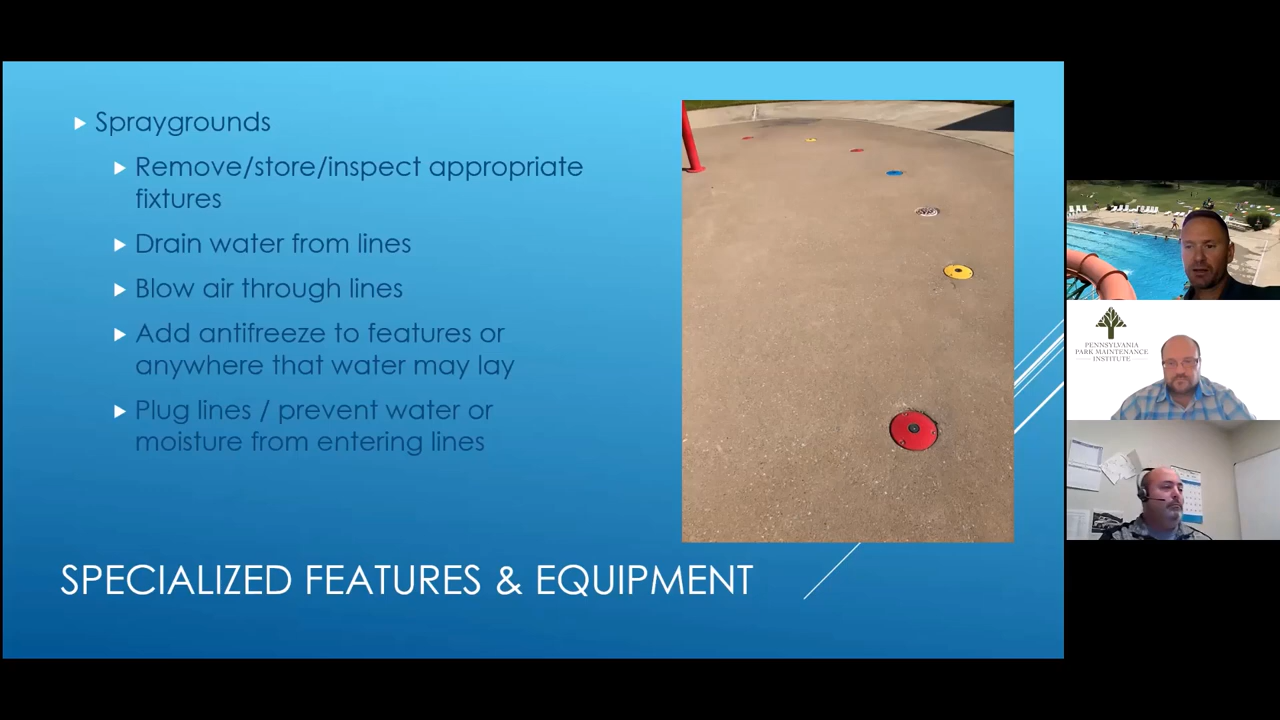 Spraygrounds
Remove/store/inspect appropriate
fixtures
Drain water from lines
Blow air through lines
Add antifreeze to features or
anywhere that water may lay
Plug lines / prevent water or
moisture from entering lines
SPECIALIZED FEATURES & EQUIPMENT
PENNSYLVANIA
PARK MAINTENANCE
INSTITUTE